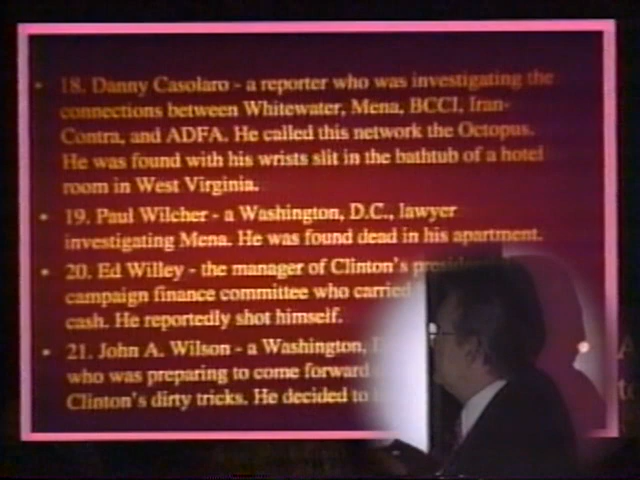 • 18. Danny Casolaro - a reporter who was investigating the
connections between Whitewater, Mena, BCCI, Iran-
Contra, and ADFA. He called this network the Octopus.
He was found with his wrists slit in the bathtub of a hotel
room in West Virginia.
• 19. Paul Wilcher - a Washington, D.C., lawyer
investigating Mena. He was found dead in his apartment.
• 20. Ed Willey - the manager of Clinton's
campaign finance committee who carried
cash. He reportedly shot himself.
• 21. John A. Wilson - a Washington,
who was preparing to come forward
Clinton's dirty tricks. He decided to